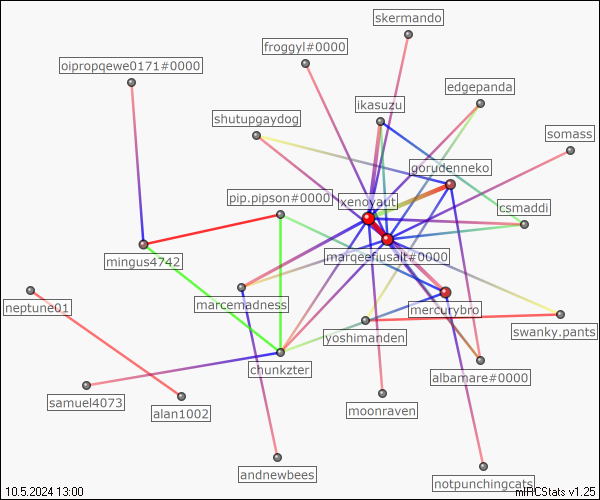 skermando
froggyl#0000
oipropqewe0171#0000
edgepanda
ikasuzu
shutupgaydog
somass
gorudenneko
pip.pipson#0000
xenoyaut
csmaddi
marqeefiusalt#0000
mingus4742
marcemadness
neptune01
mercurybro
swanky.pants
yoshimanden
chunkzter
albamare#0000
samuel4073
alan1002
moonraven
andnewbees
notpunchingcats
10.5.2024 13:00
mIRCStats v1.25